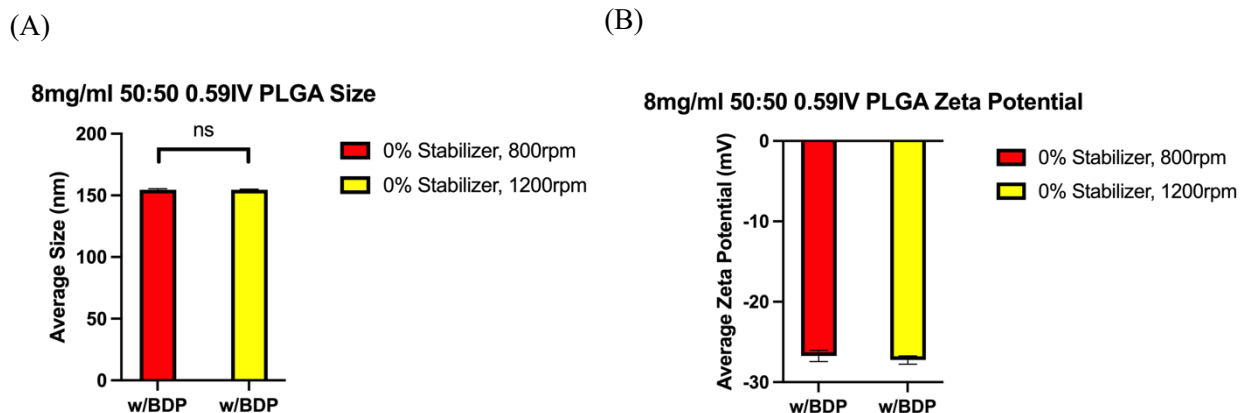 (A)
8mg/ml 50:50 0.59IV PLGA Size
Average Size (nm)
200
150
100
50
0
ns
w/BDP
w/BDP
0% Stabilizer, 800rpm
0% Stabilizer, 1200rpm
(B)
8mg/ml 50:50 0.59IV PLGA Zeta Potential
Average Zeta Potential (mV)
0
-10
-20
-30
w/BDP
w/BDP
0% Stabilizer, 800rpm
0% Stabilizer, 1200rpm